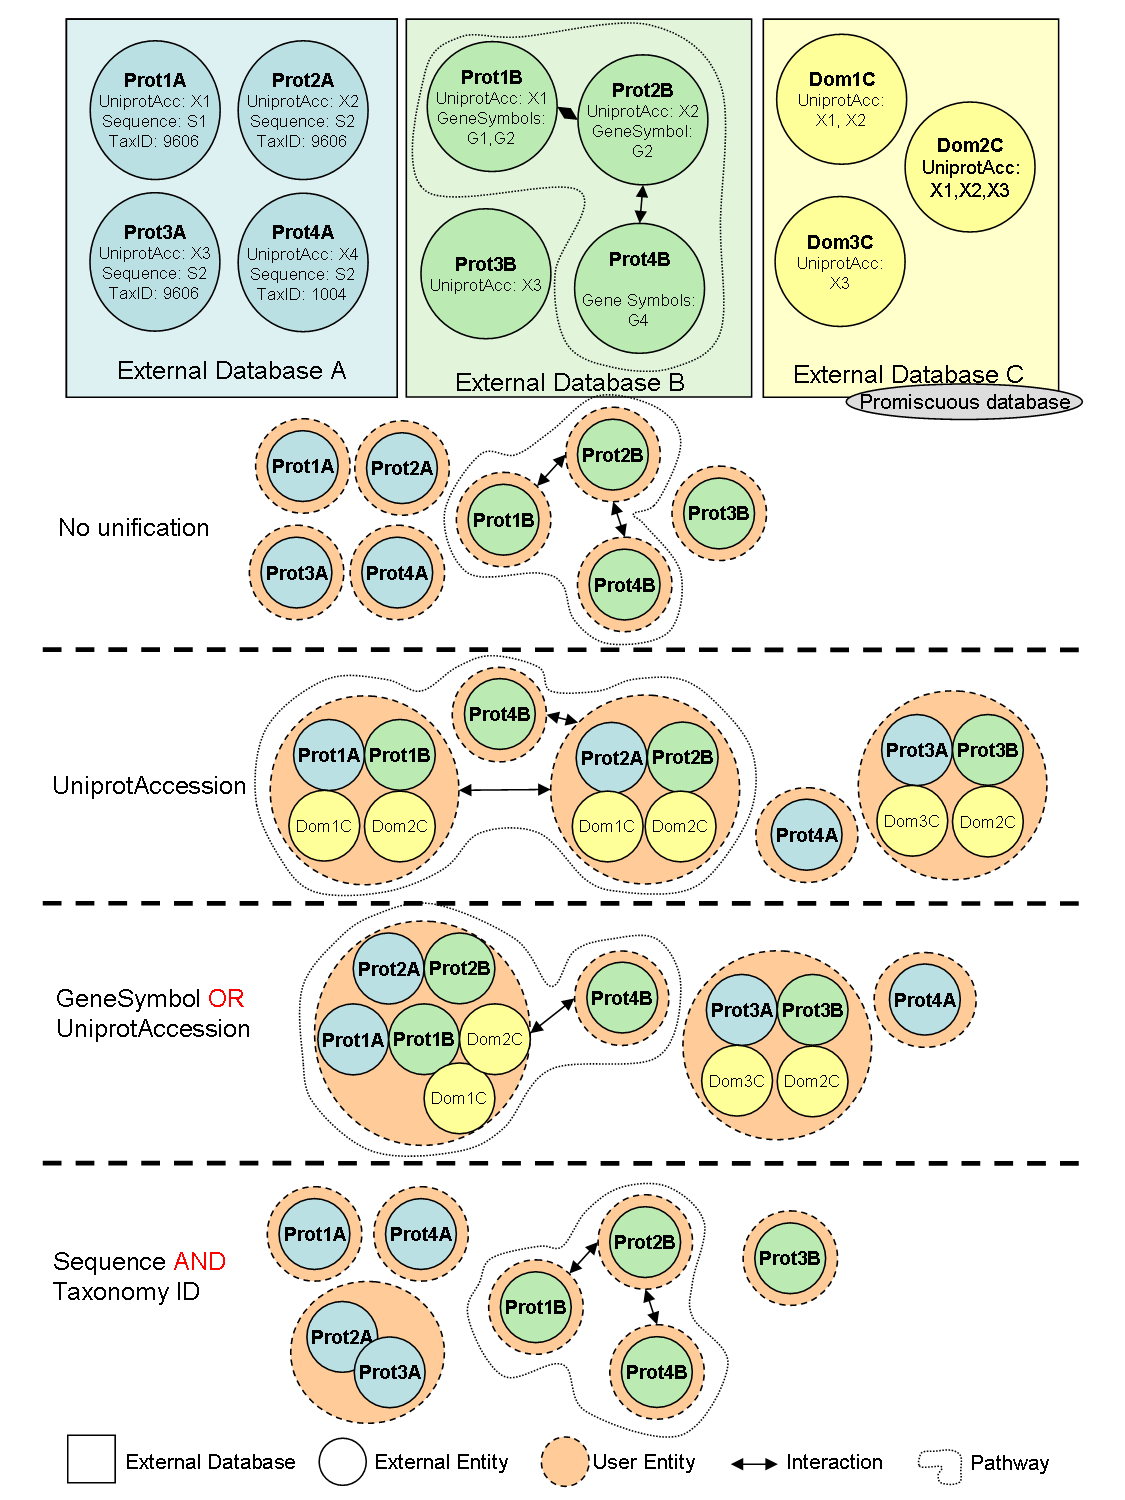 Prot1A
UniprotAcc: X1
Sequence: S1
TaxID: 9606
Prot2A
UniprotAcc: X2
Sequence: S2
TaxID: 9606
Prot3A
UniprotAcc: X3
Sequence: S2
TaxID: 9606
Prot4A
UniprotAcc: X4
Sequence: S2
TaxID: 1004
External Database A
Prot1B
UniprotAcc: X1
GeneSymbols:
G1,G2
Prot2B
UniprotAcc: X2
GeneSymbol:
G2
Prot3B
UniprotAcc: X3
Prot4B
Gene Symbols:
G4
External Database B
Dom1C
UniprotAcc:
X1, X2
Dom2C
UniprotAcc:
X1,X2,X3
Dom3C
UniprotAcc:
X3
External Database C
Promiscuous database
No unification
Prot1A
Prot2A
Prot3A
Prot4A
Prot1B
Prot2B
Prot4B
Prot3B
UniprotAccession
Prot1A
Prot1B
Dom1C
Dom2C
Prot4B
Prot2A
Prot2B
Dom1C
Dom2C
Prot4A
Prot3A
Prot3B
Dom3C
Dom2C
GeneSymbol OR
UniprotAccession
Prot2A
Prot2B
Prot1A
Prot1B
Dom2C
Dom1C
Prot4B
Prot3A
Prot3B
Dom3C
Dom2C
Prot4A
Sequence AND
Taxonomy ID
Prot1A
Prot4A
Prot2A
Prot3A
Prot2B
Prot1B
Prot4B
Prot3B
External Database
External Entity
User Entity
Interaction
Pathway